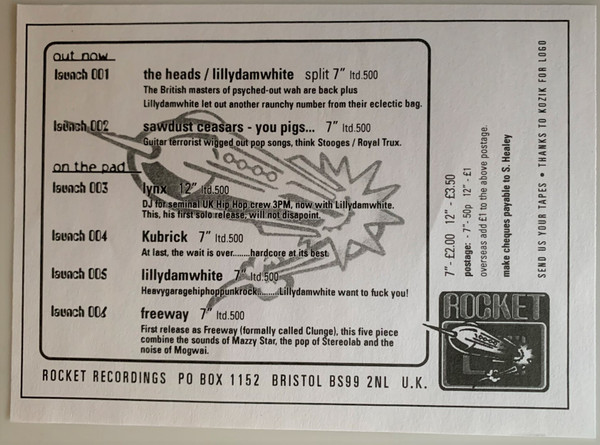 out now
launch 001 the heads / lillydamwhite split 7" ltd.500
The British masters of psyched-out wah are back plus
Lillydamwhite let out another raunchy number from their eclectic bag.
launch 002 sawdust ceasars - you pigs... 7" ltd.500
Guitar terrorist wigged out pop songs, think Stooges / Royal Trux.
on the pad
launch 003 lynx 12" ltd.500
DJ for seminal UK Hip Hop crew 3PM, now with Lillydamwhite.
This, his first solo release, will not disapoint.
launch 004 Kubrick 7" ltd.500
At last, the wait is over........hardcore at its best.
launch 005 lillydamwhite 7" ltd.500
Heavygaragehiphoppunkrock.........Lillydamwhite want to fuck you!
launch 006 freeway 7" ltd.500
First release as Freeway (formally called Clunge), this five piece
combine the sounds of Mazzy Star, the pop of Stereolab and the
noise of Mogwai.
ROCKET RECORDINGS PO BOX 1152 BRISTOL BS99 2NL U.K.
7" - £2.00 12" - £3.50
postage: - 7" - 50p 12" - £1
overseas add £1 to the above postage.
make cheques payable to S. Healey
SEND US YOUR TAPES • THANKS TO KOZIK FOR LOGO
ROCKET